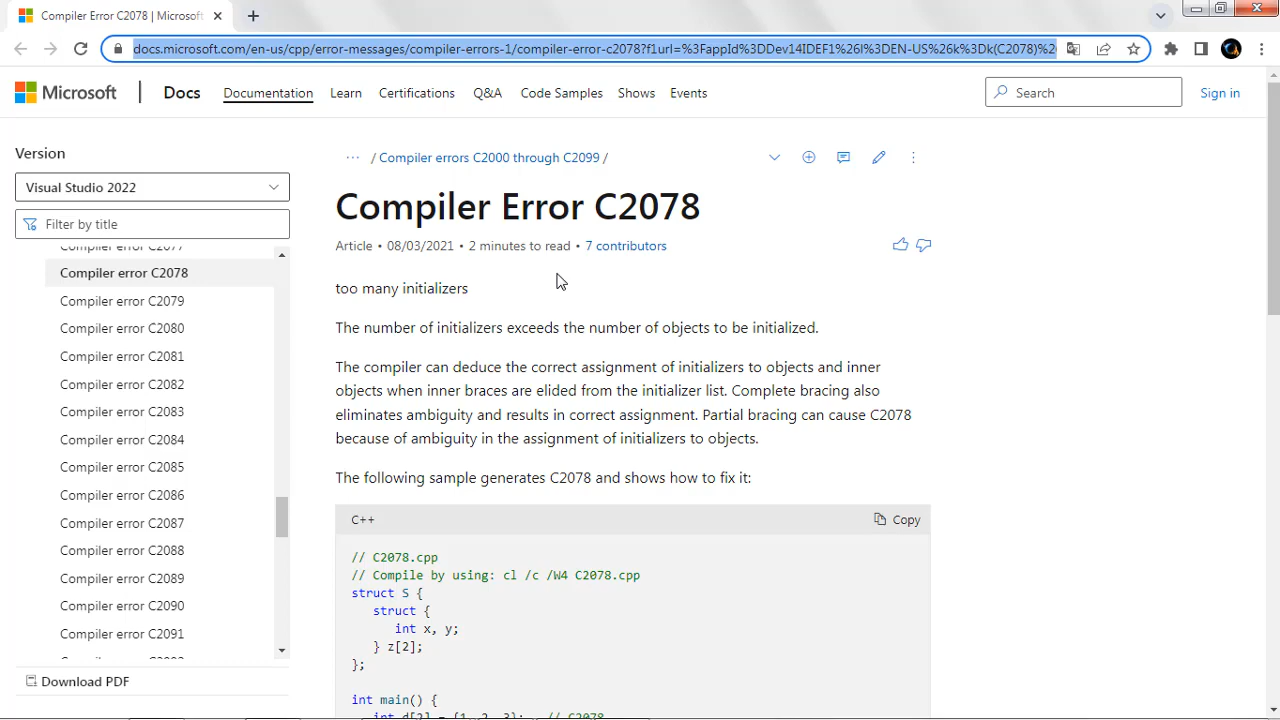 Compiler Error C2078 | Microsoft
docs.microsoft.com/en-us/cpp/error-messages/compiler-errors-1/compiler-error-c2078?f1url=%3FappId%3DDev14IDEF1%26l%3DEN-US%26k%3Dk(C2078)%2
Microsoft Docs Documentation Learn Certifications Q&A Code Samples Shows Events Search Sign in
Version
Visual Studio 2022
Filter by title
Compiler error C2077
Compiler error C2078
Compiler error C2079
Compiler error C2080
Compiler error C2081
Compiler error C2082
Compiler error C2083
Compiler error C2084
Compiler error C2085
Compiler error C2086
Compiler error C2087
Compiler error C2088
Compiler error C2089
Compiler error C2090
Compiler error C2091
Download PDF
··· / Compiler errors C2000 through C2099 /
Compiler Error C2078
Article • 08/03/2021 • 2 minutes to read • 7 contributors
too many initializers
The number of initializers exceeds the number of objects to be initialized.
The compiler can deduce the correct assignment of initializers to objects and inner
objects when inner braces are elided from the initializer list. Complete bracing also
eliminates ambiguity and results in correct assignment. Partial bracing can cause C2078
because of ambiguity in the assignment of initializers to objects.
The following sample generates C2078 and shows how to fix it:
C++ Copy
// C2078.cpp
// Compile by using: cl /c /W4 C2078.cpp
struct S {
struct {
int x, y;
} z[2];
};
int main() {
int d[2] = {1, 2, 3}; // C2078